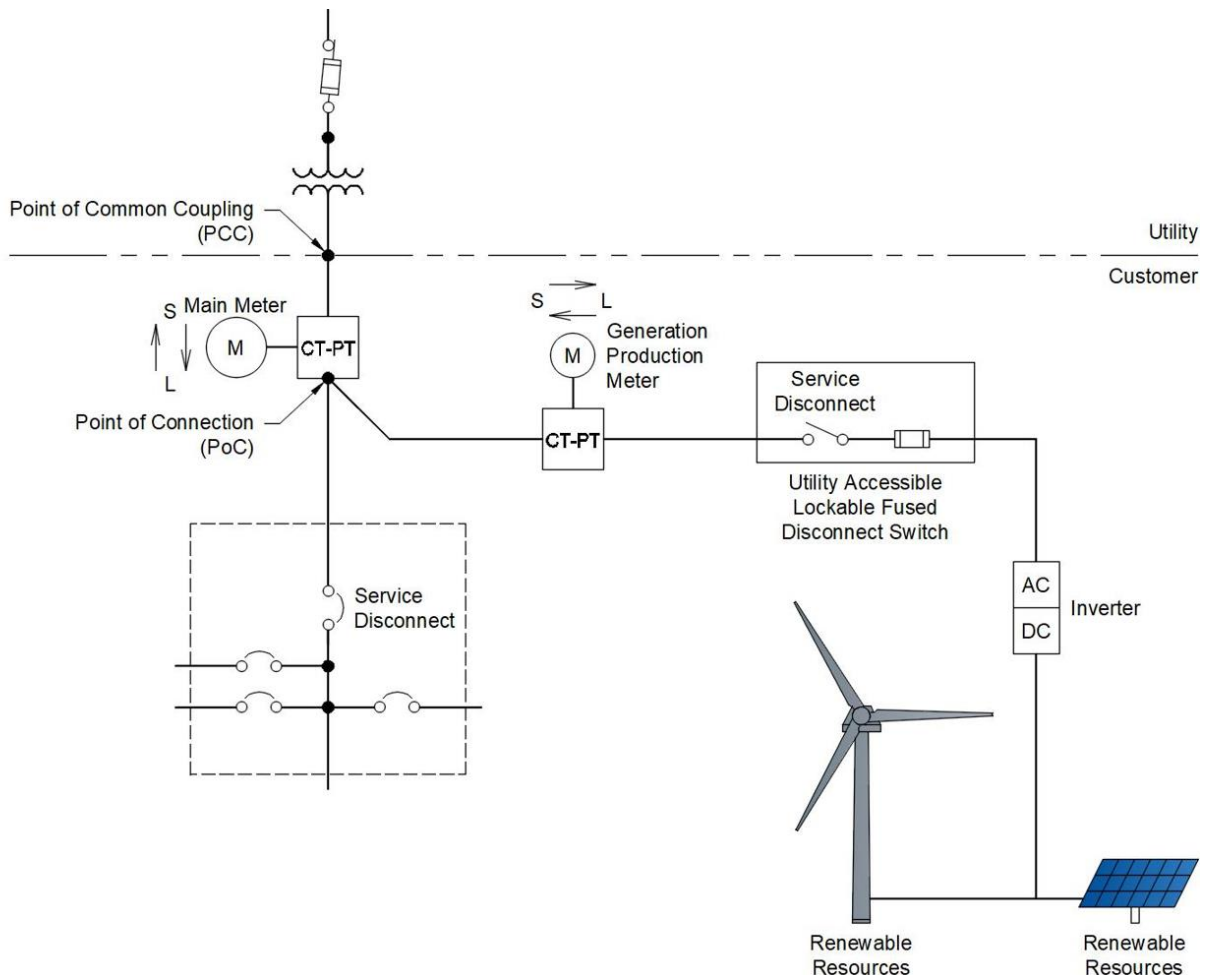 Point of Common Coupling
(PCC)
Utility
Customer
S
Main Meter
M
CT-PT
L
Point of Connection
(PoC)
S
L
M
Generation
Production
Meter
CT-PT
Service
Disconnect
Utility Accessible
Lockable Fused
Disconnect Switch
Service
Disconnect
AC
DC
Inverter
Renewable
Resources
Renewable
Resources